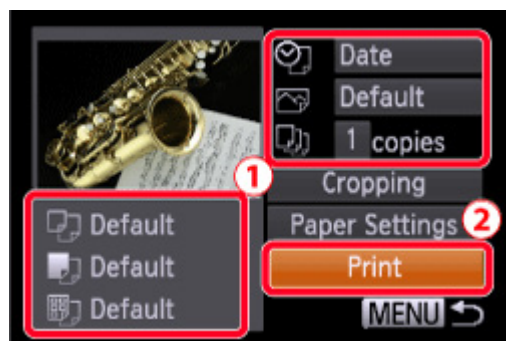 Date
Default
1 copies
1
Cropping
Default
Paper Settings 2
Default
Print
Default
MENU